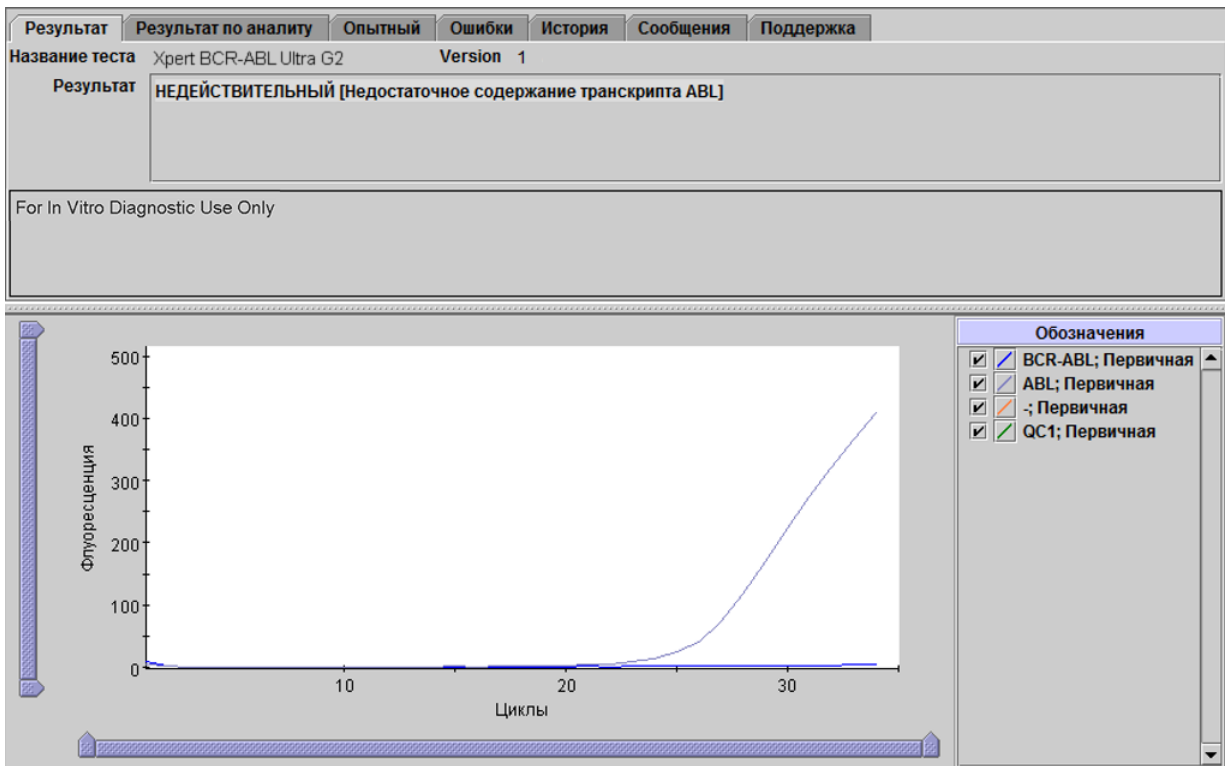 Результат Результат по аналиту Опытный Ошибки История Сообщения Поддержка
Название теста Xpert BCR-ABL Ultra G2 Version 1
Результат НЕДЕЙСТВИТЕЛЬНЫЙ [Недостаточное содержание транскрипта ABL]
For In Vitro Diagnostic Use Only
Обозначения
BCR-ABL; Первичная
ABL; Первичная
-; Первичная
QC1; Первичная
Флуоресценция
500
400
300
200
100
0
10 20 30
Циклы